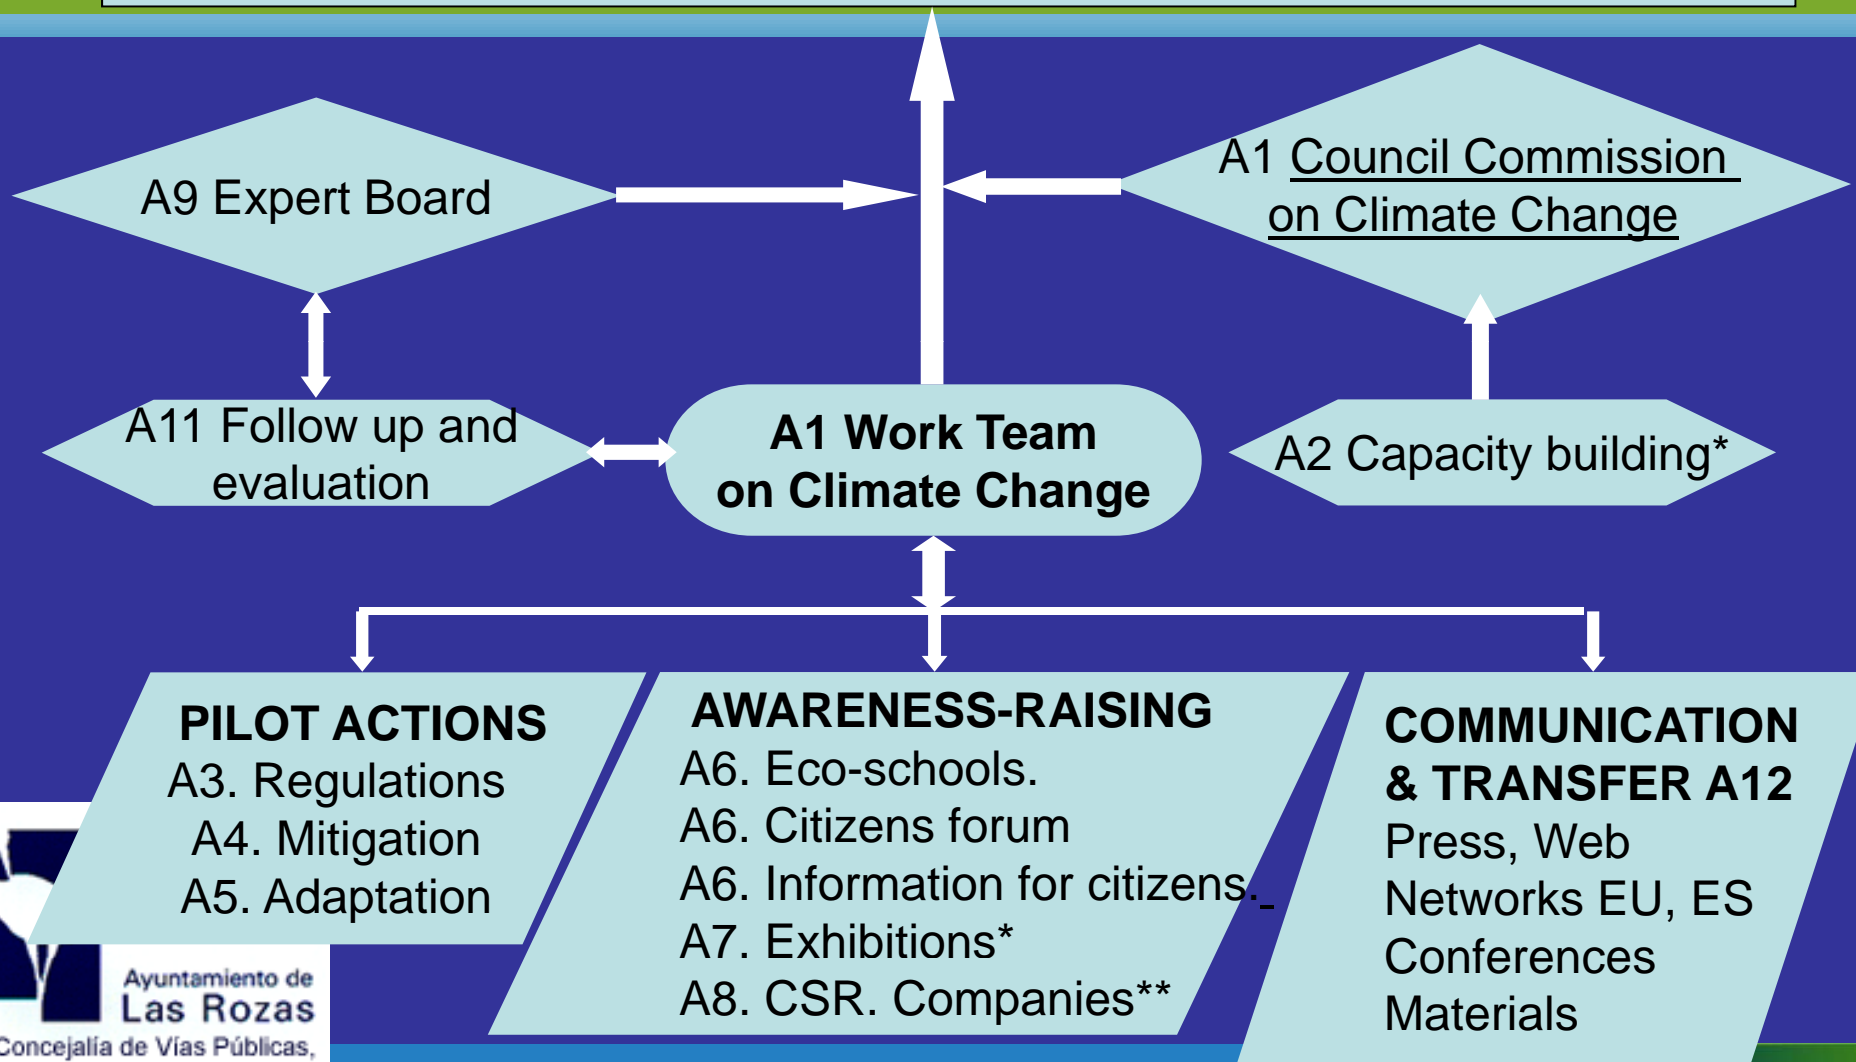 A9 Expert Board
A1 Council Commission
on Climate Change
A11 Follow up and
evaluation
A1 Work Team
on Climate Change
A2 Capacity building*
PILOT ACTIONS
A3. Regulations
A4. Mitigation
A5. Adaptation
AWARENESS-RAISING
A6. Eco-schools.
A6. Citizens forum
A6. Information for citizens.
A7. Exhibitions*
A8. CSR. Companies**
COMMUNICATION
& TRANSFER A12
Press, Web
Networks EU, ES
Conferences
Materials
Ayuntamiento de
Las Rozas
Concejalía de Vías Públicas,